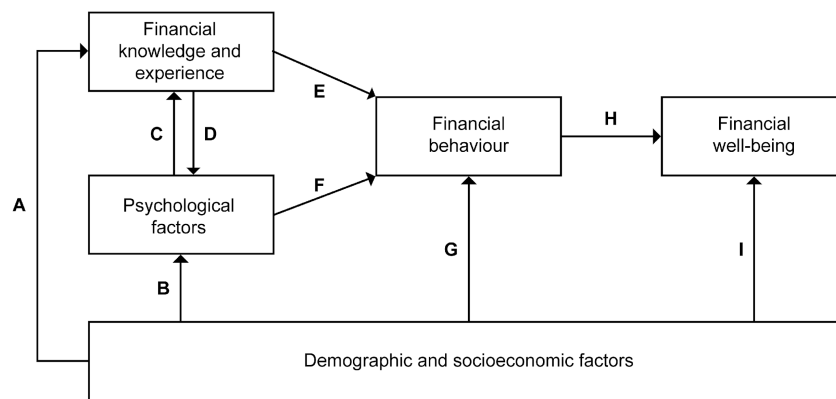 Financial
knowledge and
experience
E
Financial
behaviour
H
Financial
well-being
C
D
A
Psychological
factors
F
B
G
I
Demographic and socioeconomic factors